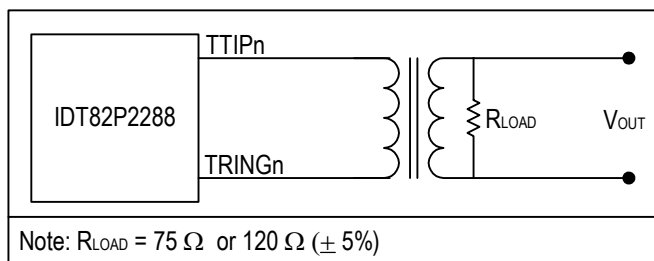 TTIPn
IDT82P2288
RLOAD
VOUT
TRINGn
Note: RLOAD = 75 Ω or 120 Ω (± 5%)